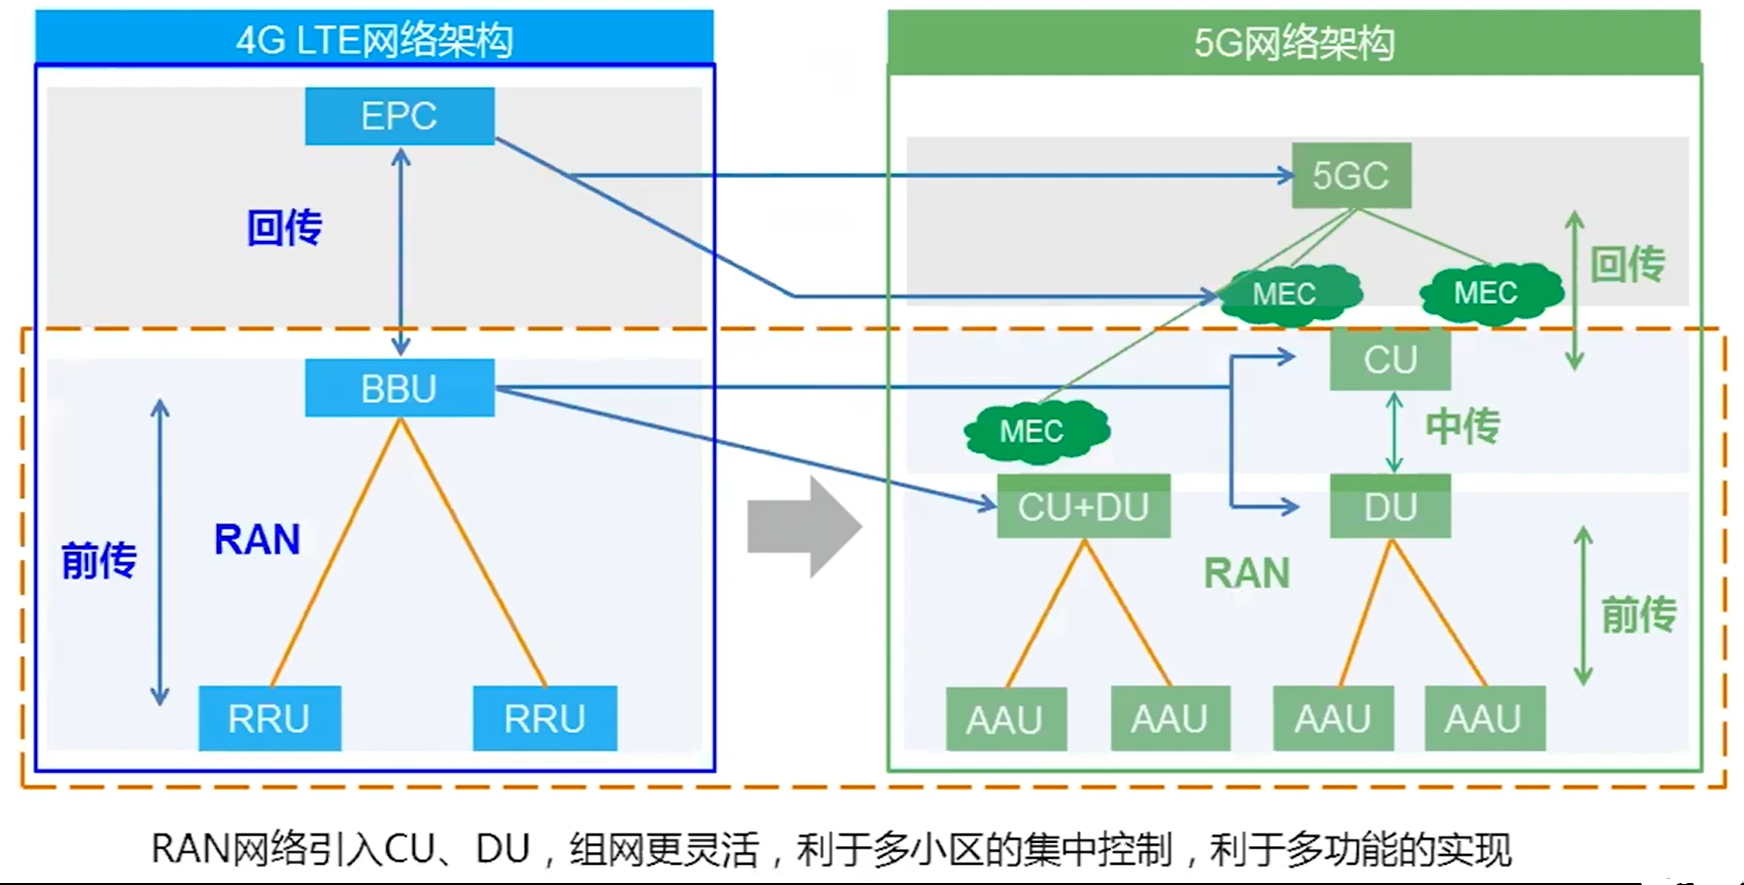 4G LTE网络架构
5G网络架构
EPC
回传
BBU
前传
RAN
RRU
RRU
5GC
MEC
MEC
回传
CU
MEC
中传
CU+DU
DU
RAN
前传
AAU
AAU
AAU
AAU
RAN网络引入CU、DU，组网更灵活，利于多小区的集中控制，利于多功能的实现